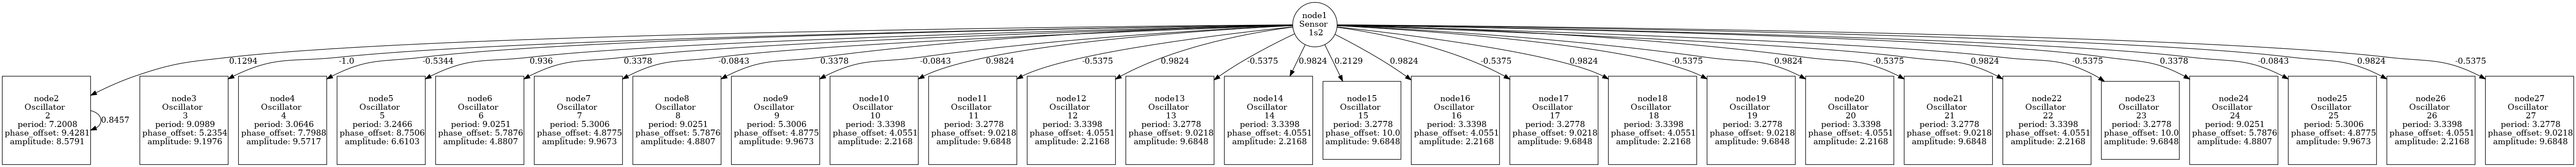 node1
Sensor
1s2
0.1294
-1.0
-0.5344
0.936
0.3378
-0.0843
0.3378
-0.0843
0.9824
-0.5375
0.9824
-0.5375
0.9824
0.2129
0.9824
-0.5375
0.9824
-0.5375
0.9824
-0.5375
0.9824
-0.5375
0.3378
-0.0843
0.9824
-0.5375
node2
Oscillator
2
period: 7.2008
phase_offset: 9.4281
amplitude: 8.5791
0.8457
node3
Oscillator
3
period: 9.0989
phase_offset: 5.2354
amplitude: 9.1976
node4
Oscillator
4
period: 3.0646
phase_offset: 7.7988
amplitude: 9.5717
node5
Oscillator
5
period: 3.2466
phase_offset: 8.7506
amplitude: 6.6103
node6
Oscillator
6
period: 9.0251
phase_offset: 5.7876
amplitude: 4.8807
node7
Oscillator
7
period: 5.3006
phase_offset: 4.8775
amplitude: 9.9673
node8
Oscillator
8
period: 9.0251
phase_offset: 5.7876
amplitude: 4.8807
node9
Oscillator
9
period: 5.3006
phase_offset: 4.8775
amplitude: 9.9673
node10
Oscillator
10
period: 3.3398
phase_offset: 4.0551
amplitude: 2.2168
node11
Oscillator
11
period: 3.2778
phase_offset: 9.0218
amplitude: 9.6848
node12
Oscillator
12
period: 3.3398
phase_offset: 4.0551
amplitude: 2.2168
node13
Oscillator
13
period: 3.2778
phase_offset: 9.0218
amplitude: 9.6848
node14
Oscillator
14
period: 3.3398
phase_offset: 4.0551
amplitude: 2.2168
node15
Oscillator
15
period: 3.2778
phase_offset: 10.0
amplitude: 9.6848
node16
Oscillator
16
period: 3.3398
phase_offset: 4.0551
amplitude: 2.2168
node17
Oscillator
17
period: 3.2778
phase_offset: 9.0218
amplitude: 9.6848
node18
Oscillator
18
period: 3.3398
phase_offset: 4.0551
amplitude: 2.2168
node19
Oscillator
19
period: 3.2778
phase_offset: 9.0218
amplitude: 9.6848
node20
Oscillator
20
period: 3.3398
phase_offset: 4.0551
amplitude: 2.2168
node21
Oscillator
21
period: 3.2778
phase_offset: 9.0218
amplitude: 9.6848
node22
Oscillator
22
period: 3.3398
phase_offset: 4.0551
amplitude: 2.2168
node23
Oscillator
23
period: 3.2778
phase_offset: 10.0
amplitude: 9.6848
node24
Oscillator
24
period: 9.0251
phase_offset: 5.7876
amplitude: 4.8807
node25
Oscillator
25
period: 5.3006
phase_offset: 4.8775
amplitude: 9.9673
node26
Oscillator
26
period: 3.3398
phase_offset: 4.0551
amplitude: 2.2168
node27
Oscillator
27
period: 3.2778
phase_offset: 9.0218
amplitude: 9.6848